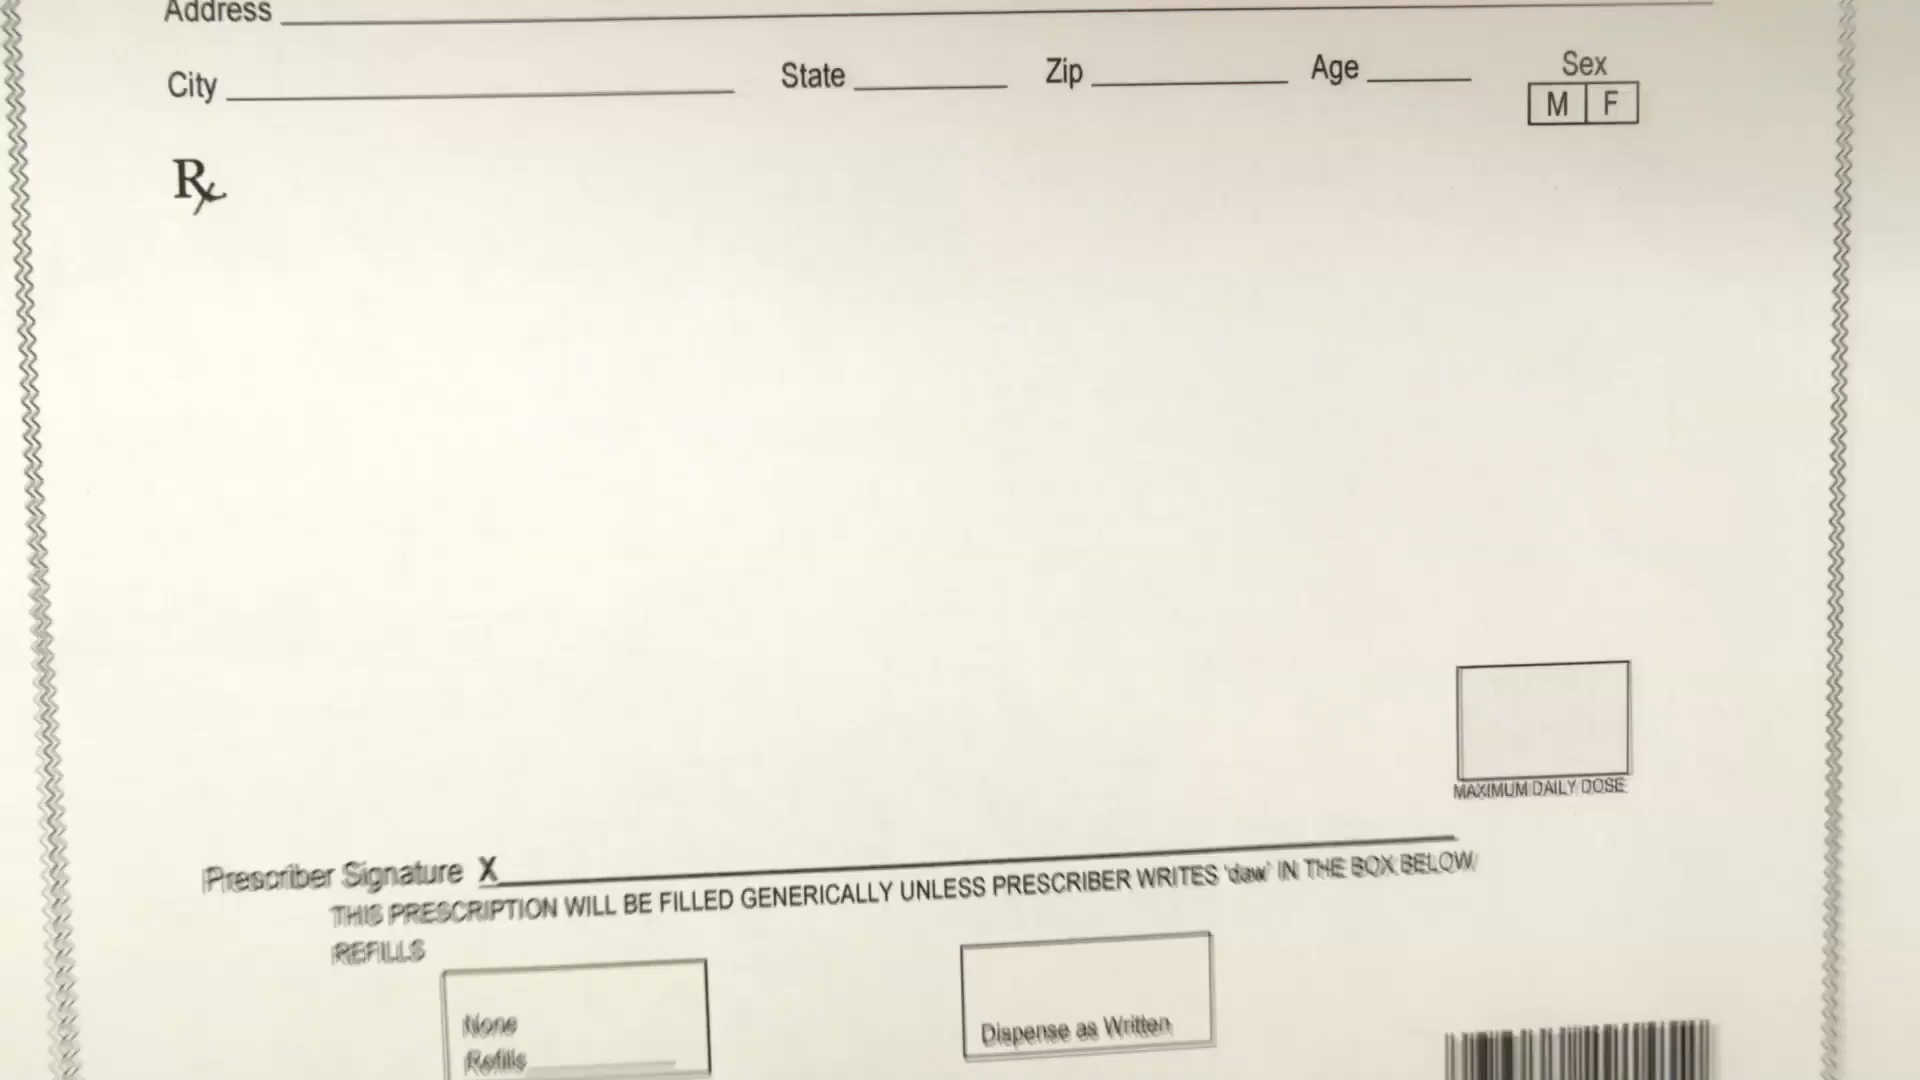 Address
City State Zip Age Sex
M F
Rx
MAXIMUM DAILY DOSE
Prescriber Signature X
THIS PRESCRIPTION WILL BE FILLED GENERICALLY UNLESS PRESCRIBER WRITES 'daw' IN THE BOX BELOW
REFILLS
None
Refills
Dispense as Written